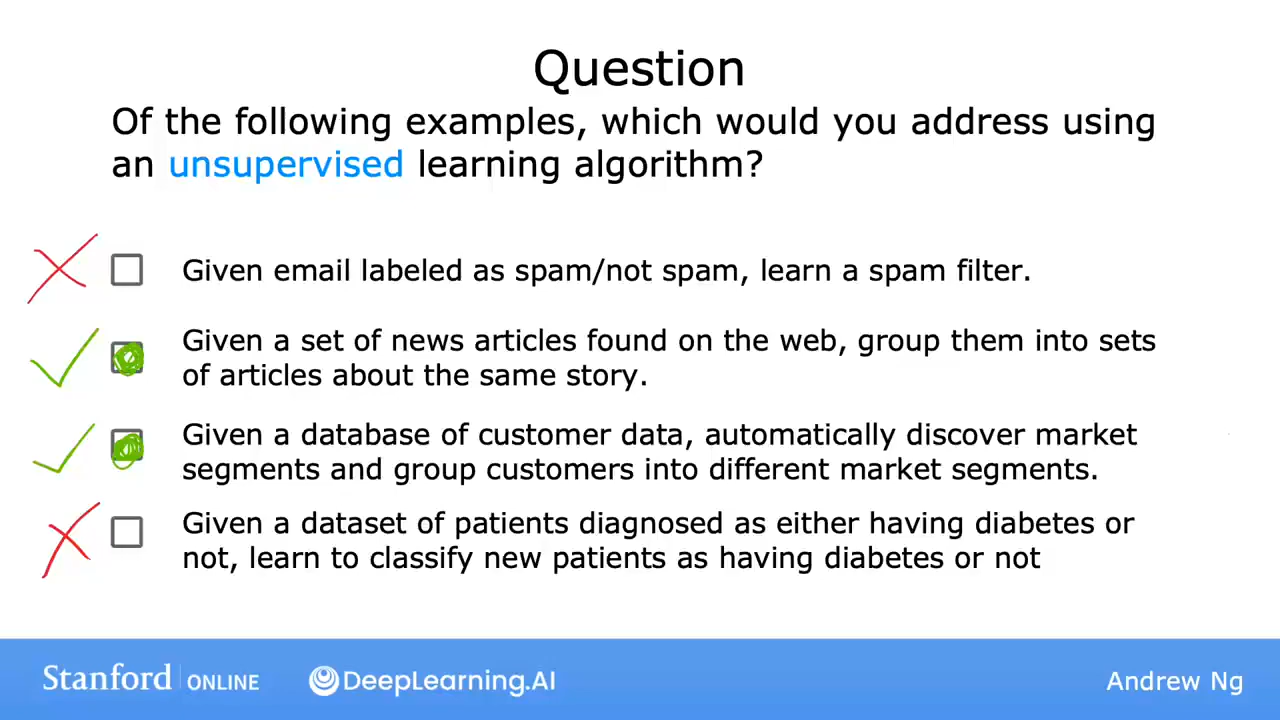 Question
Of the following examples, which would you address using
an unsupervised learning algorithm?
Given email labeled as spam/not spam, learn a spam filter.
Given a set of news articles found on the web, group them into sets
of articles about the same story.
Given a database of customer data, automatically discover market
segments and group customers into different market segments.
Given a dataset of patients diagnosed as either having diabetes or
not, learn to classify new patients as having diabetes or not
Stanford ONLINE DeepLearning.AI Andrew Ng